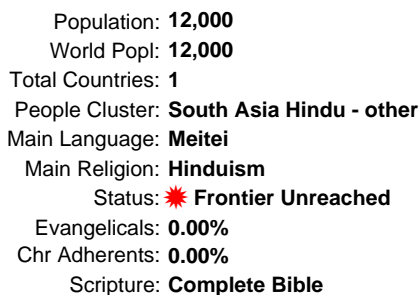 Population: 12,000
World Popl: 12,000
Total Countries: 1
People Cluster: South Asia Hindu - other
Main Language: Meitei
Main Religion: Hinduism
Status: Frontier Unreached
Evangelicals: 0.00%
Chr Adherents: 0.00%
Scripture: Complete Bible